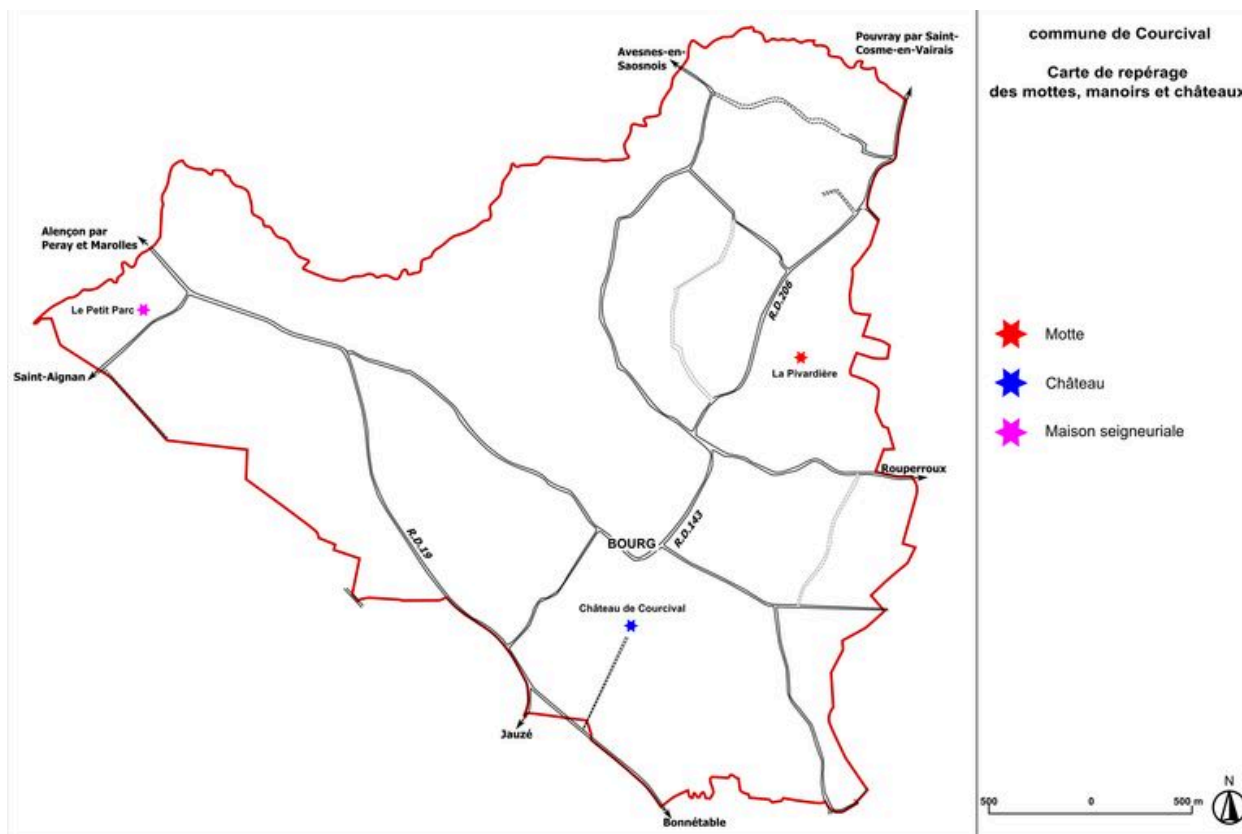 commune de Courcival
Carte de repérage
des mottes, manoirs et châteaux
Avesnes-en-
Saosnois
Pouvray par Saint-
Cosme-en-Vairais
Alençon par
Peray et Marolles
Le Petit Parc
Saint-Aignan
R.D.206
La Pivardière
Rouperroux
R.D.19
BOURG
R.D.143
Château de Courcival
Jauzé
Bonnétable
Motte
Château
Maison seigneuriale
N
500 0 500 m